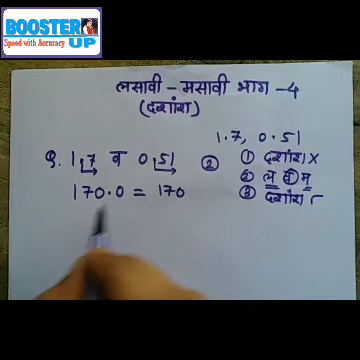 BOOSTER
Speed with Accuracy UP
लसावी - मसावी भाग -4
(दशांश)
1.7, 0.51
Q. 1.7 व 0.51 ② ① दशांश X
② ल सा म
170.0 = 170 ③ दशांश